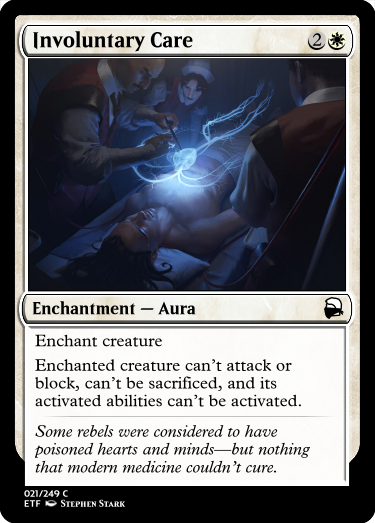 Involuntary Care 2
Enchantment — Aura
Enchant creature
Enchanted creature can't attack or
block, can't be sacrificed, and its
activated abilities can't be activated.
Some rebels were considered to have
poisoned hearts and minds—but nothing
that modern medicine couldn't cure.
021/249 C
ETF Stephen Stark